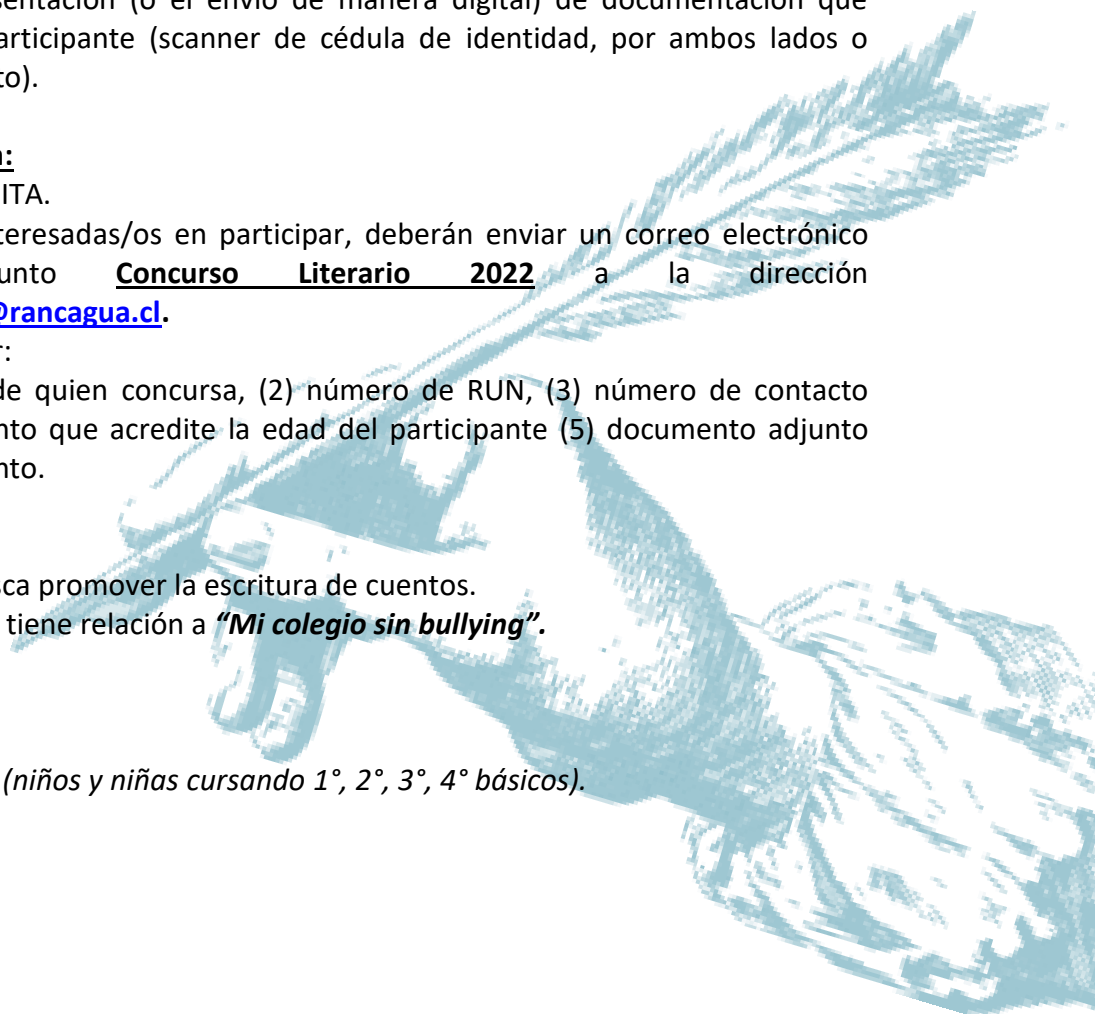 sentación (o el envío de manera digital) de documentación que
articipante (scanner de cédula de identidad, por ambos lados o
to).
n:
ITA.
teresadas/os en participar, deberán enviar un correo electrónico
unto Concurso Literario 2022 a la dirección
@rancagua.cl.
r:
de quien concursa, (2) número de RUN, (3) número de contacto
nto que acredite la edad del participante (5) documento adjunto
nto.
sca promover la escritura de cuentos.
tiene relación a “Mi colegio sin bullying”.
(niños y niñas cursando 1°, 2°, 3°, 4° básicos).